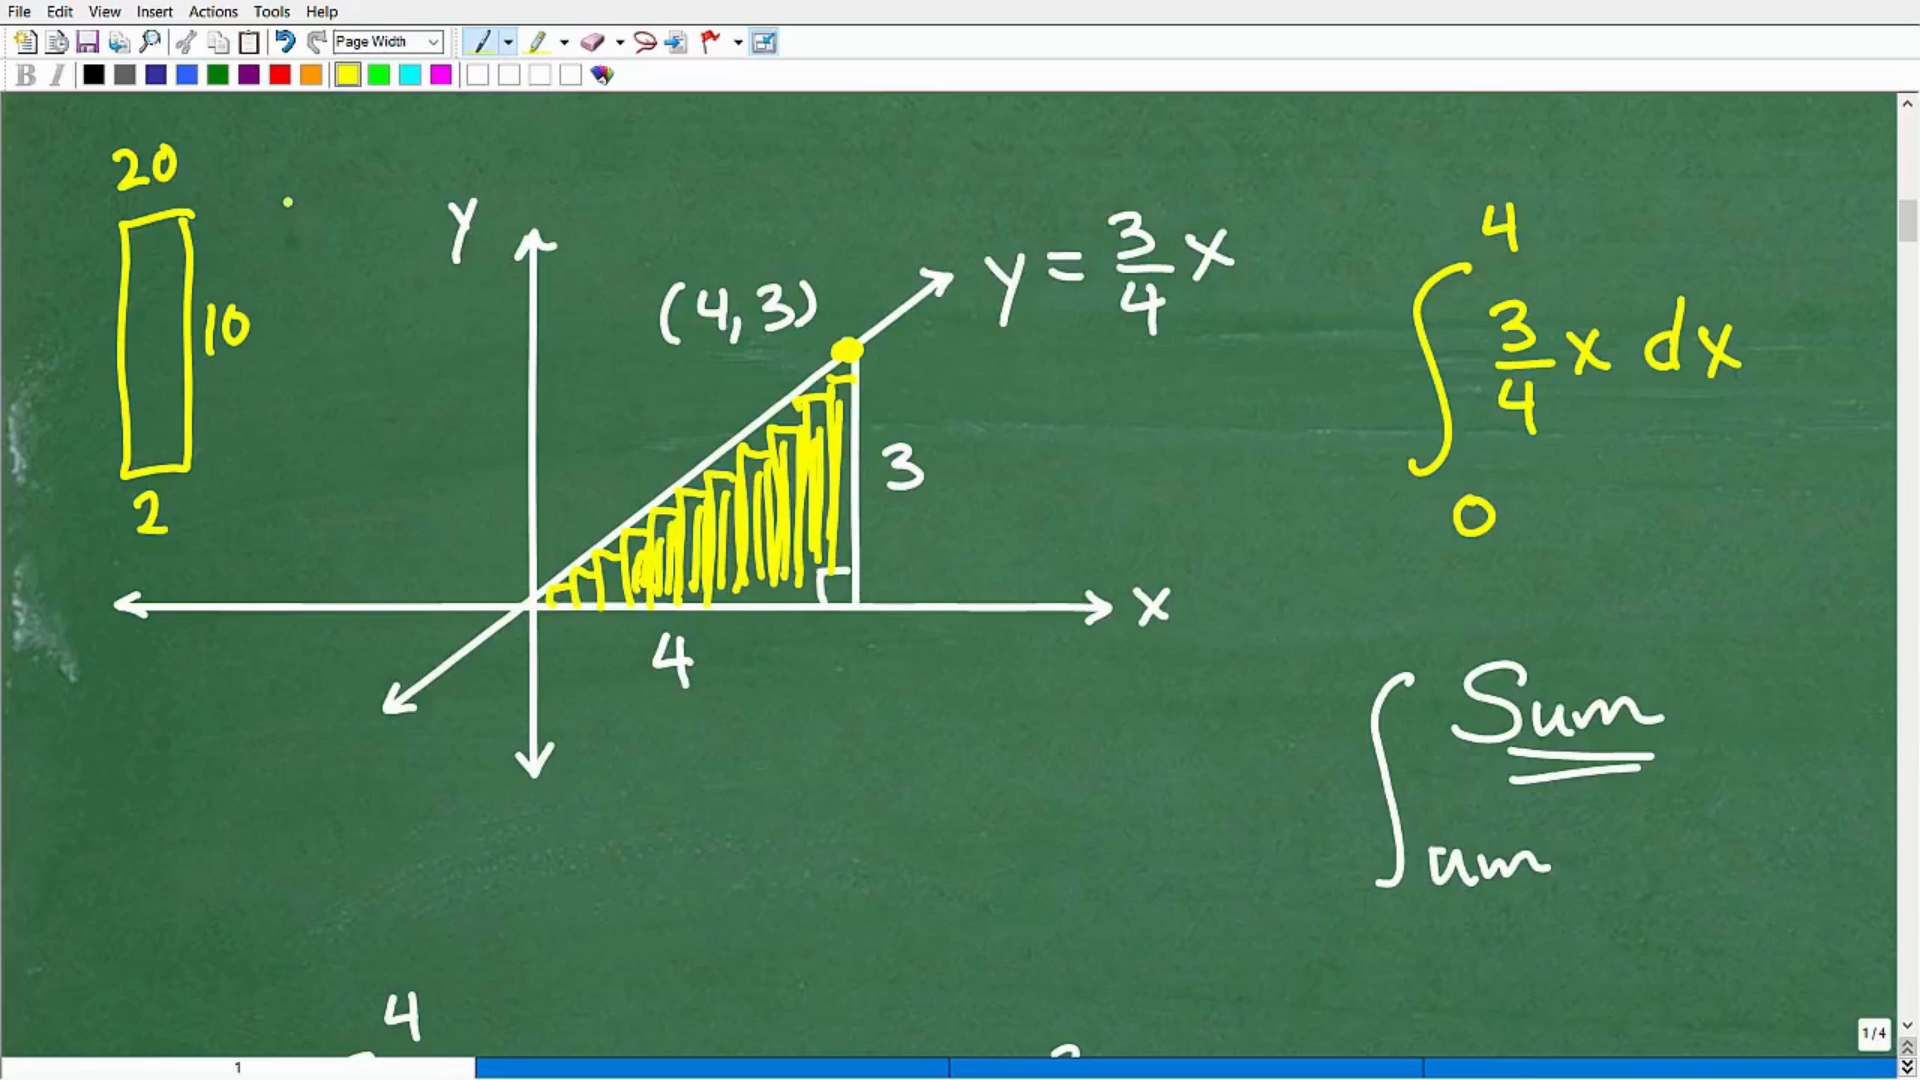 File Edit View Insert Actions Tools Help
Page Width
B I
20
10
2
y
(4,3)
y = 3/4 x
3
4
x
4
∫ 3/4 x dx
0
Sum
∫um
4
1/4
1